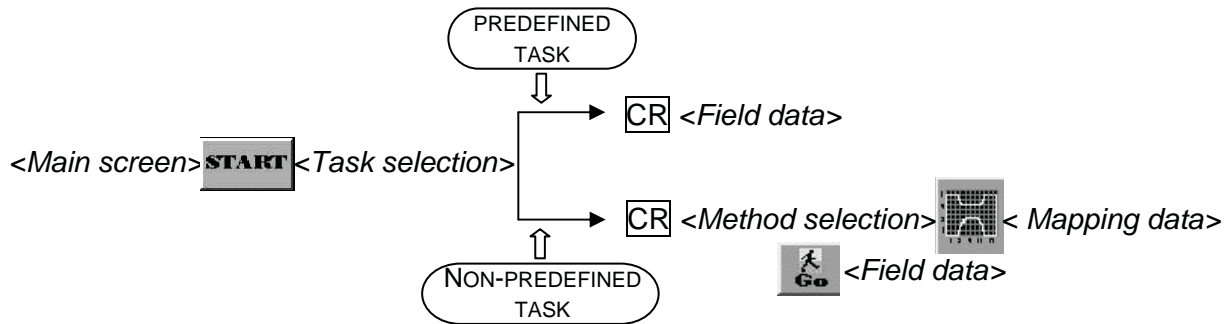 PREDEFINED
TASK
CR <Field data>
<Main screen> START <Task selection>
CR <Method selection> < Mapping data>
Go <Field data>
NON-PREDEFINED
TASK